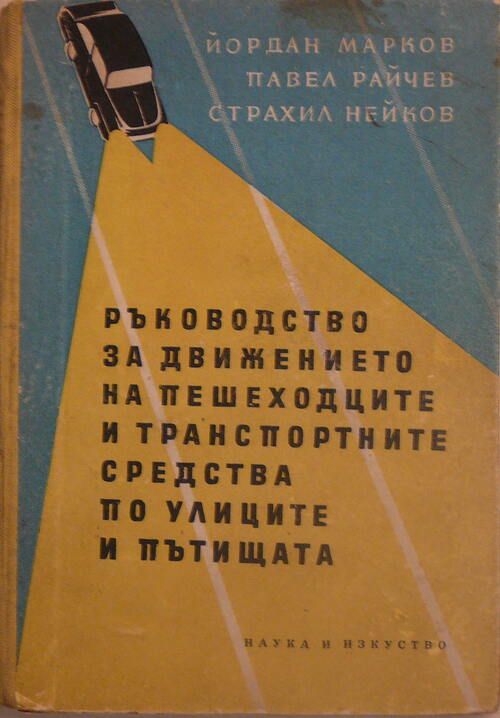 ЙОРДАН МАРКОВ
ПАВЕЛ РАЙЧЕВ
СТРАХИЛ НЕЙКОВ
РЪКОВОДСТВО
ЗА ДВИЖЕНИЕТО
НА ПЕШЕХОДЦИТЕ
И ТРАНСПОРТНИТЕ
СРЕДСТВА
ПО УЛИЦИТЕ
И ПЪТИЩАТА
НАУКА И ИЗКУСТВО